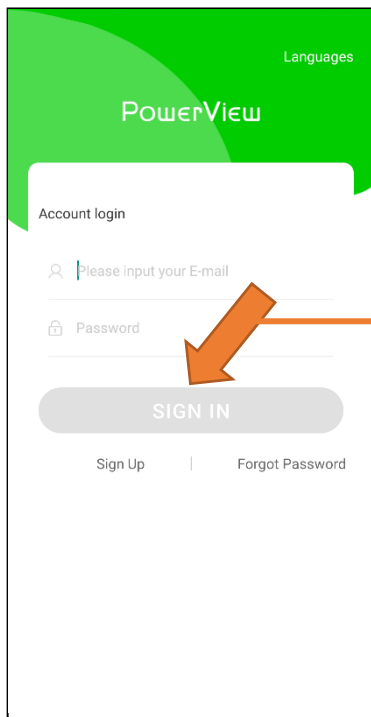 Languages
PowerView
Account login
Please input your E-mail
Password
SIGN IN
Sign Up
Forgot Password